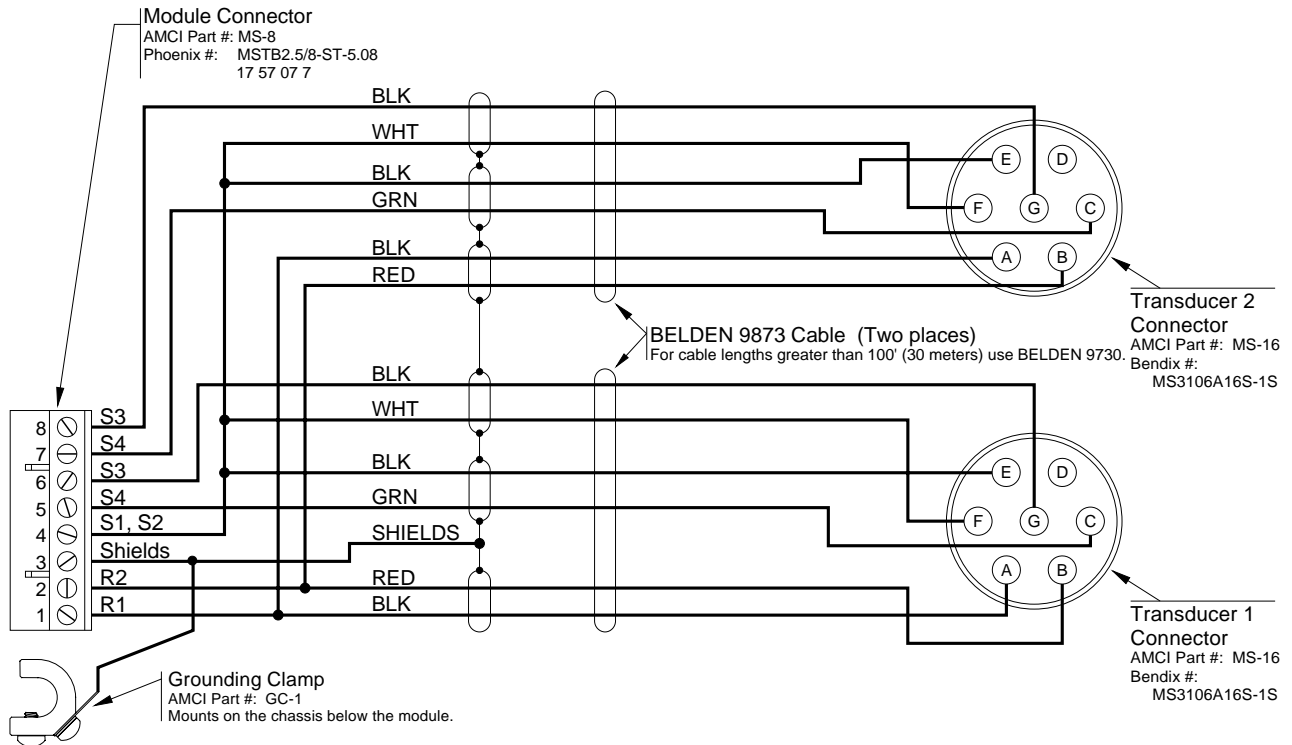 Module Connector
AMCI Part #: MS-8
Phoenix #: MSTB2.5/8-ST-5.08
17 57 07 7
BLK
WHT
BLK
GRN
BLK
RED
E
D
F
G
C
A
B
Transducer 2
Connector
AMCI Part #: MS-16
Bendix #:
MS3106A16S-1S
BELDEN 9873 Cable (Two places)
For cable lengths greater than 100' (30 meters) use BELDEN 9730.
BLK
WHT
BLK
GRN
SHIELDS
RED
BLK
8 S3
7 S4
6 S3
5 S4
4 S1, S2
3 Shields
2 R2
1 R1
E
D
F
G
C
A
B
Transducer 1
Connector
AMCI Part #: MS-16
Bendix #:
MS3106A16S-1S
Grounding Clamp
AMCI Part #: GC-1
Mounts on the chassis below the module.